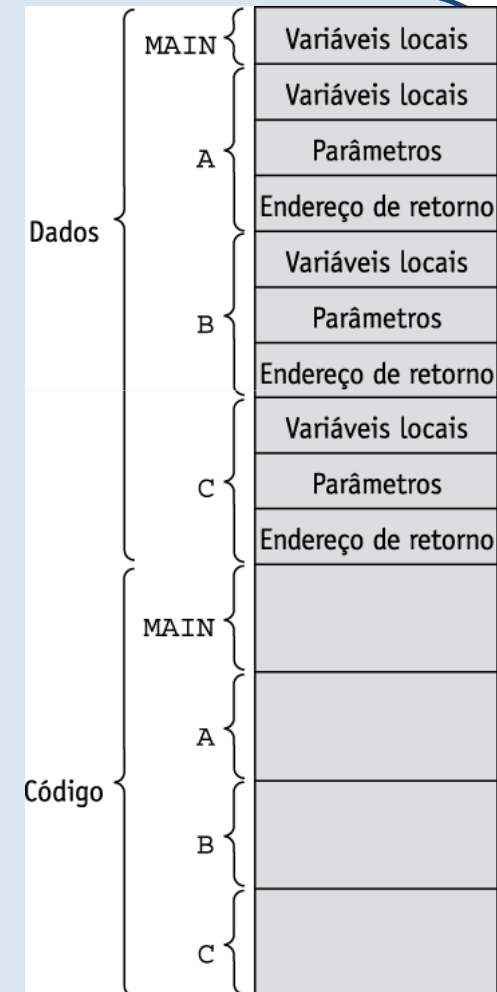 MAIN
Variáveis locais
Variáveis locais
A
Parâmetros
Endereço de retorno
Dados
Variáveis locais
B
Parâmetros
Endereço de retorno
Variáveis locais
C
Parâmetros
Endereço de retorno
MAIN
A
Código
B
C